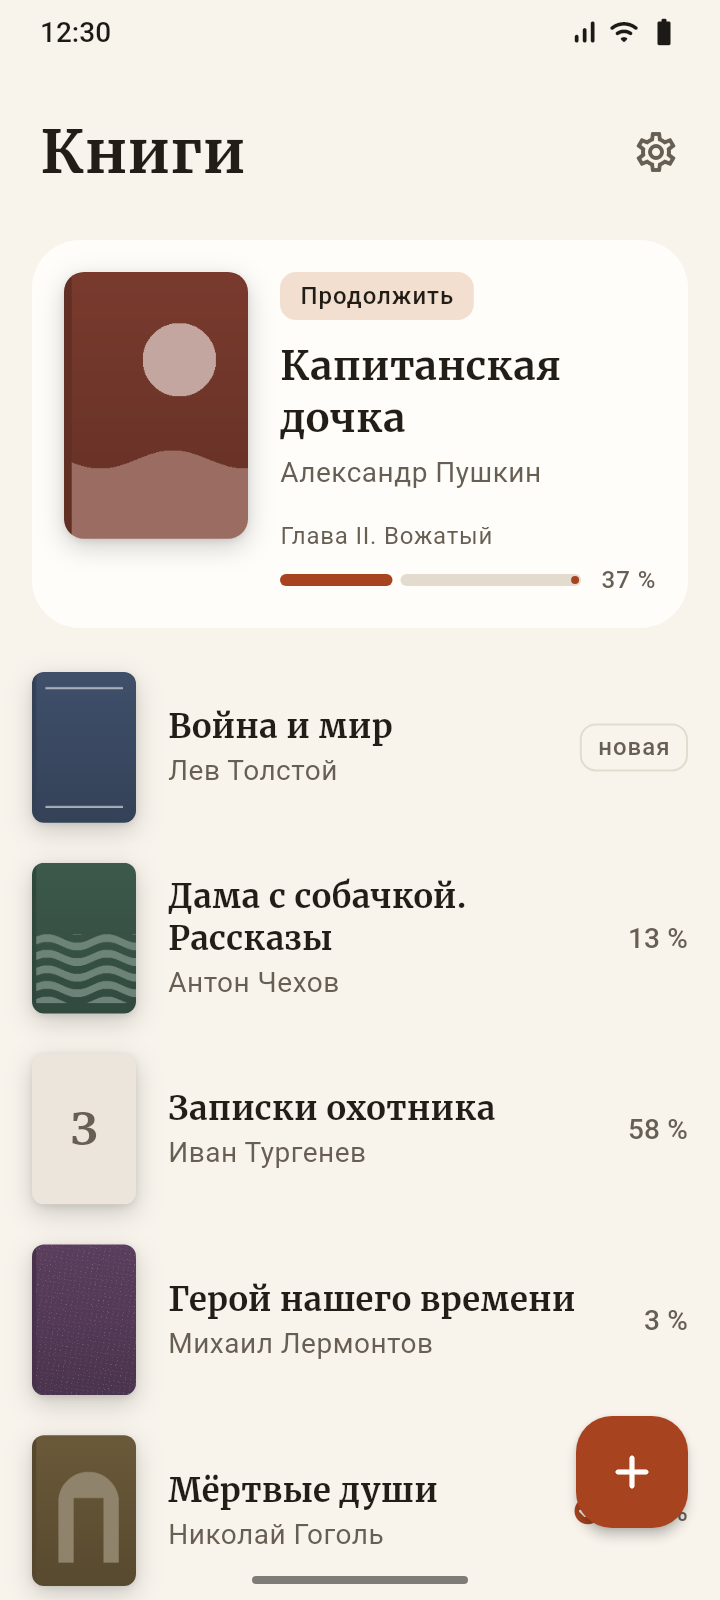 12:30
Книги
Продолжить
Капитанская
дочка
Александр Пушкин
Глава II. Вожатый
37 %
Война и мир
Лев Толстой
новая
Дама с собачкой.
Рассказы
Антон Чехов
13 %
З
Записки охотника
Иван Тургенев
58 %
Герой нашего времени
Михаил Лермонтов
3 %
Мёртвые души
Николай Гоголь